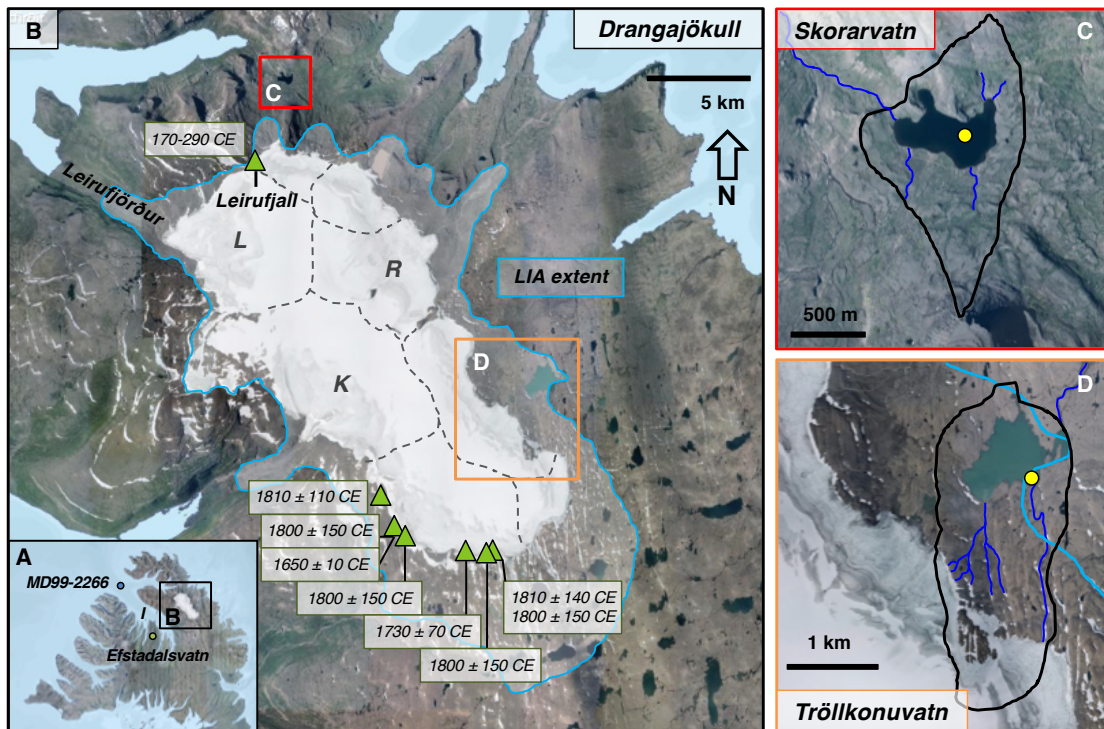 B
Drangajökull
5 km
N
C
170-290 CE
Leirufjall
Leirufjörður
L
R
LIA extent
D
K
1810 ± 110 CE
1800 ± 150 CE
1650 ± 10 CE
1800 ± 150 CE
1730 ± 70 CE
1810 ± 140 CE
1800 ± 150 CE
1800 ± 150 CE
A
MD99-2266
I
B
Efstadalsvatn
Skorarvatn
C
500 m
D
1 km
Tröllkonuvatn